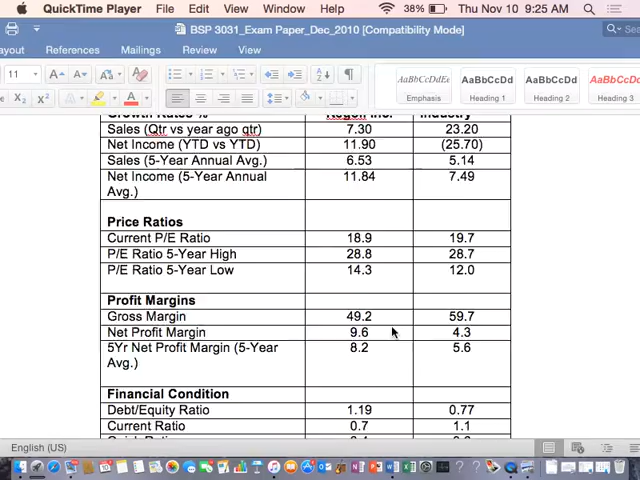 QuickTime Player File Edit View Window Help 38% Thu Nov 10 9:25 AM
BSP 3031_Exam Paper_Dec_2010 [Compatibility Mode]
ayout References Mailings Review View
11 A A Aa
AaBbCcDdEe AaBbCcDd AaBbCcDd AaBbCcDd
X₂ X² A Emphasis Heading 1 Heading 2 Heading 3
Growth Rates % Industry
Sales (Qtr vs year ago qtr) 7.30 23.20
Net Income (YTD vs YTD) 11.90 (25.70)
Sales (5-Year Annual Avg.) 6.53 5.14
Net Income (5-Year Annual 11.84 7.49
Avg.)
Price Ratios
Current P/E Ratio 18.9 19.7
P/E Ratio 5-Year High 28.8 28.7
P/E Ratio 5-Year Low 14.3 12.0
Profit Margins
Gross Margin 49.2 59.7
Net Profit Margin 9.6 4.3
5Yr Net Profit Margin (5-Year 8.2 5.6
Avg.)
Financial Condition
Debt/Equity Ratio 1.19 0.77
Current Ratio 0.7 1.1
English (US)